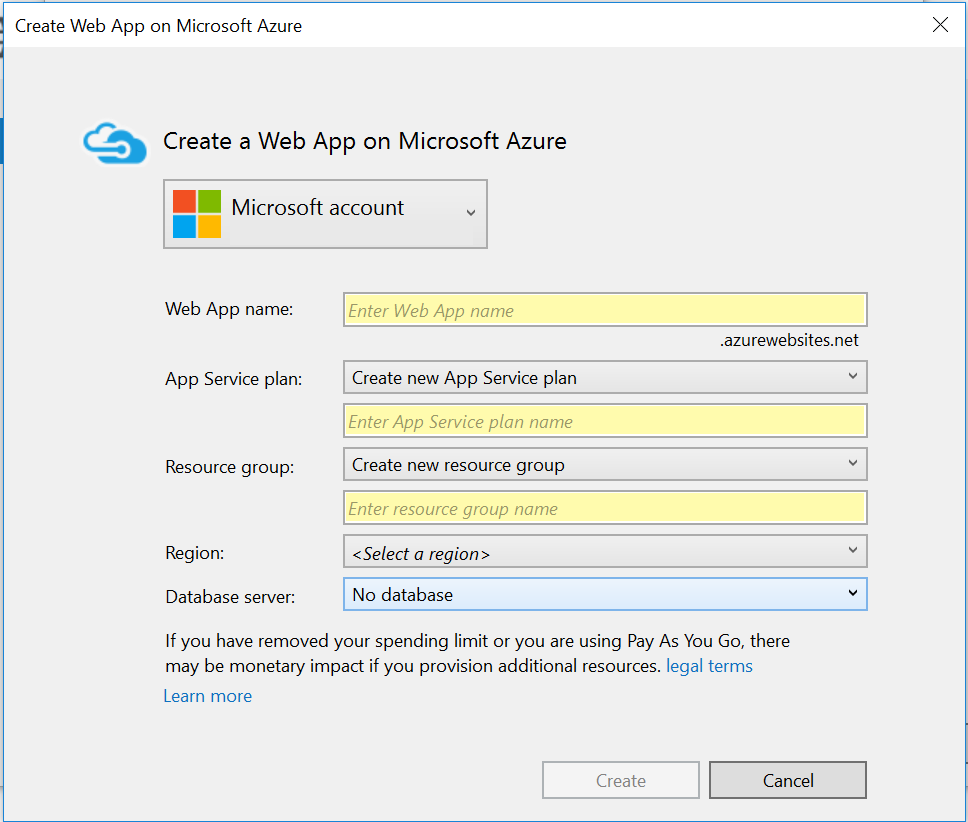 Create Web App on Microsoft Azure
Create a Web App on Microsoft Azure
Microsoft account
Web App name:
Enter Web App name
.azurewebsites.net
App Service plan:
Create new App Service plan
Enter App Service plan name
Resource group:
Create new resource group
Enter resource group name
Region:
<Select a region>
Database server:
No database
If you have removed your spending limit or you are using Pay As You Go, there
may be monetary impact if you provision additional resources. legal terms
Learn more
Create
Cancel